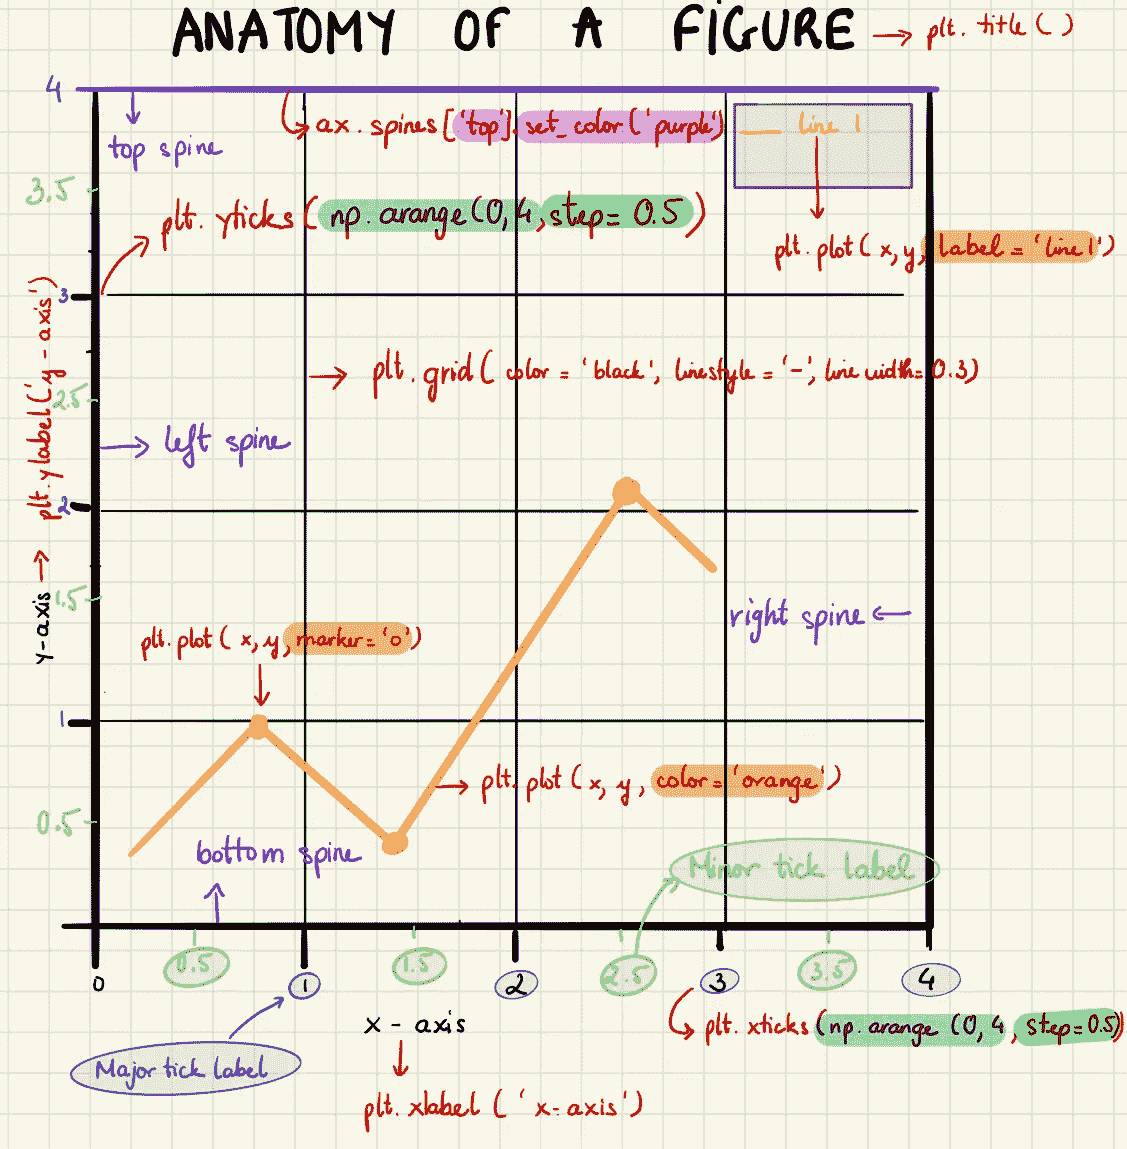 ANATOMY OF A FIGURE → plt. title ( )
4
top spine
ax. spines ['top']. set_color ('purple')
line 1
3.5
plt. yticks ( np. arange (0, 4, step= 0.5 )
plt. plot ( x, y, label = 'line 1')
3
plt. grid ( color = 'black', linestyle = '-', line width= 0.3)
2.5
left spine
plt. ylabel ('y - axis')
y-axis →
2
1.5
right spine
plt. plot ( x, y, marker= 'o')
1
plt. plot ( x, y, color = 'orange')
0.5
bottom spine
Minor tick label
0 0.5 1 1.5 2 2.5 3 3.5 4
x - axis
plt. xticks (np. arange (0, 4, step=0.5)
Major tick label
plt. xlabel ( ' x- axis')